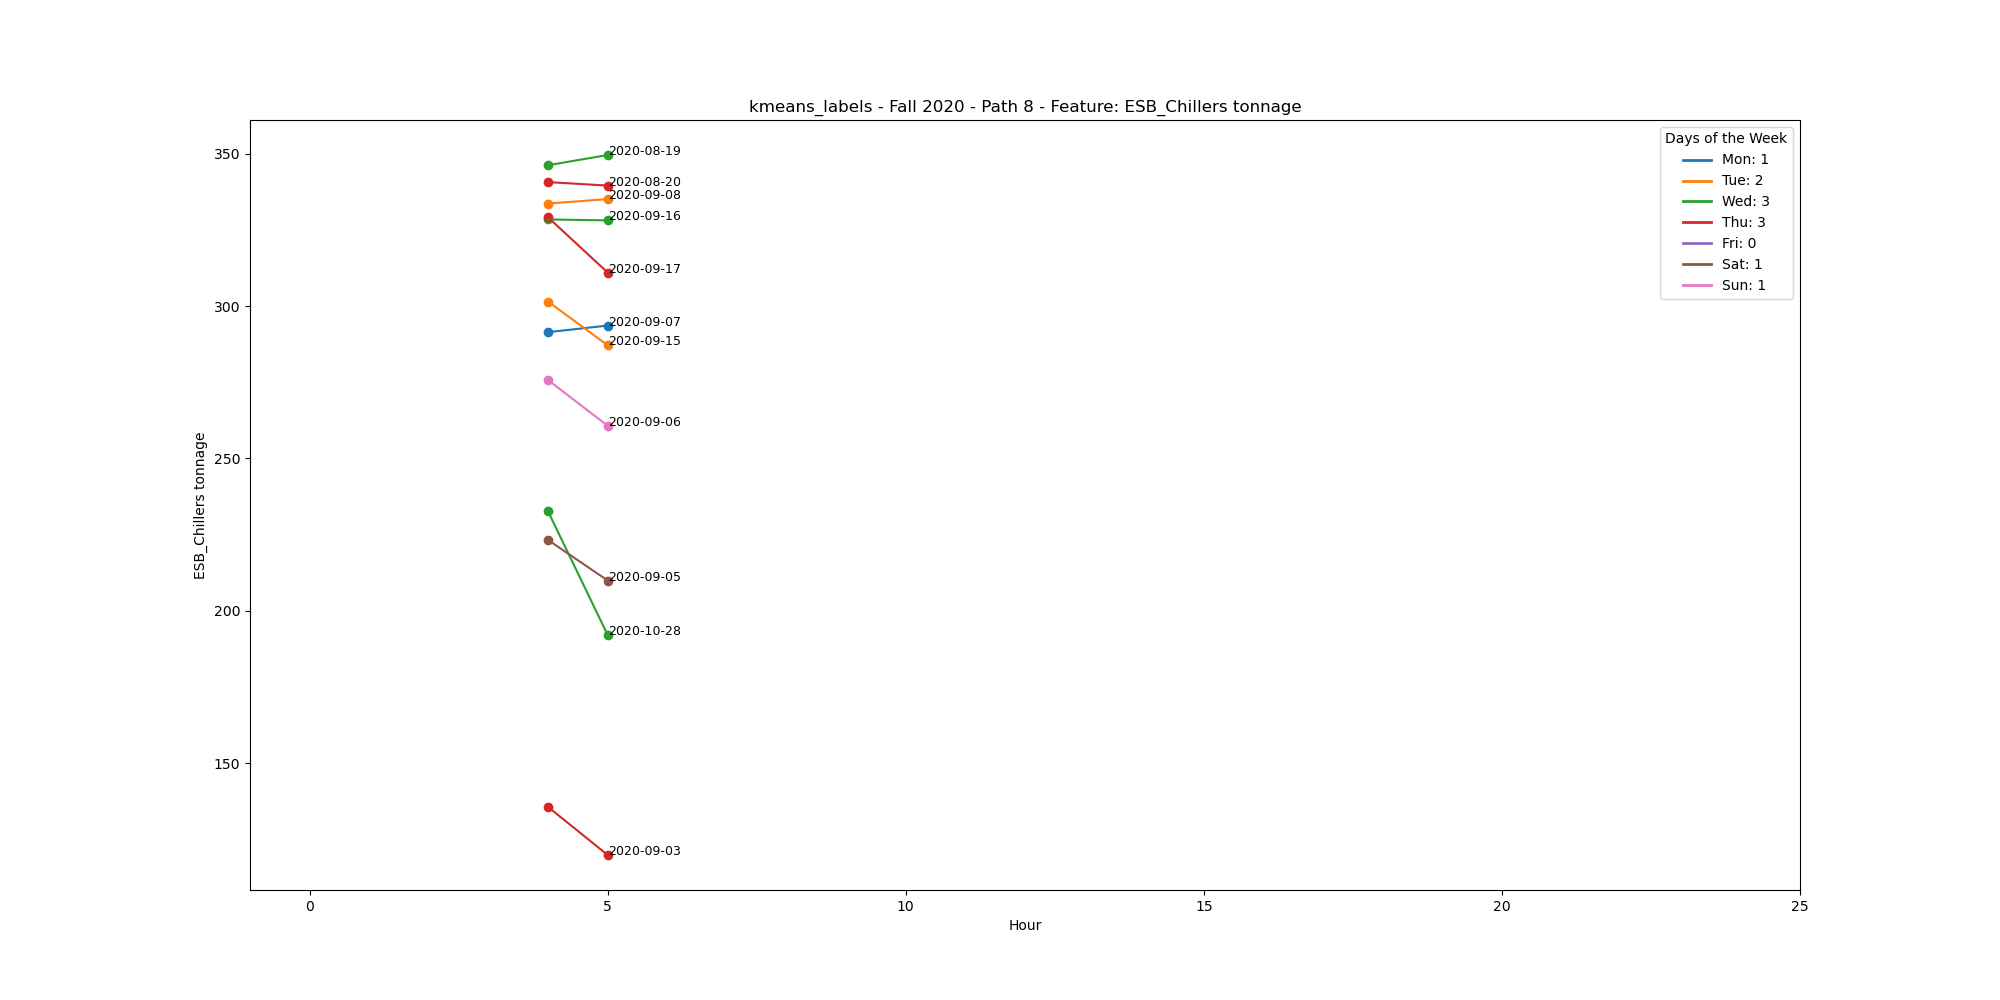 kmeans_labels - Fall 2020 - Path 8 - Feature: ESB_Chillers tonnage
Days of the Week
Mon: 1
Tue: 2
Wed: 3
Thu: 3
Fri: 0
Sat: 1
Sun: 1
ESB_Chillers tonnage
350
300
250
200
150
2020-08-19
2020-08-20
2020-09-08
2020-09-16
2020-09-17
2020-09-07
2020-09-15
2020-09-06
2020-09-05
2020-10-28
2020-09-03
0 5 10 15 20 25
Hour